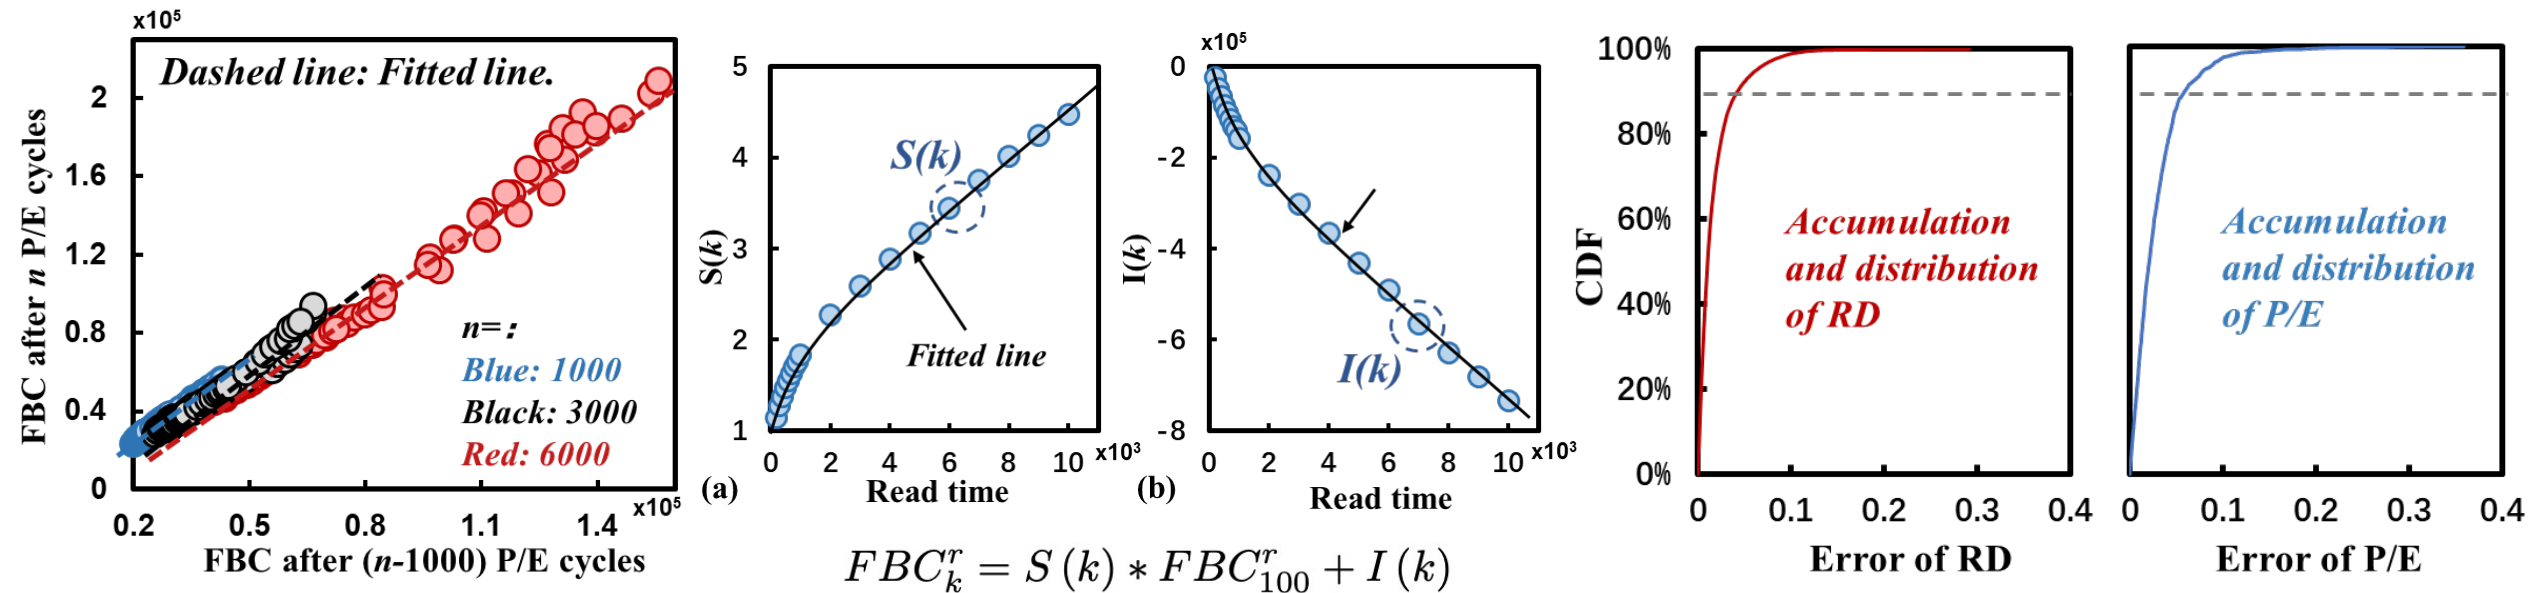 x10⁵
Dashed line: Fitted line.
FBC after n P/E cycles
2
1.6
1.2
0.8
0.4
0
n=:
Blue: 1000
Black: 3000
Red: 6000
0.2 0.5 0.8 1.1 1.4 x10⁵
FBC after (n-1000) P/E cycles
(a)
S(k)
5
4
3
2
1
S(k)
Fitted line
0 2 4 6 8 10 x10³
Read time
(b)
x10⁵
I(k)
0
-2
-4
-6
-8
I(k)
0 2 4 6 8 10 x10³
Read time
FBCᵣₖ = S (k) * FBCʳ₁₀₀ + I (k)
CDF
100%
80%
60%
40%
20%
0%
Accumulation
and distribution
of RD
0 0.1 0.2 0.3 0.4
Error of RD
Accumulation
and distribution
of P/E
0 0.1 0.2 0.3 0.4
Error of P/E